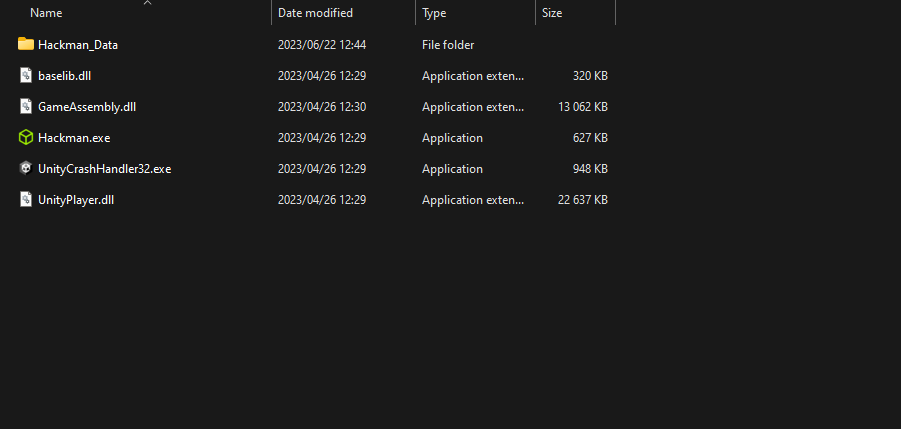 Name Date modified Type Size
Hackman_Data 2023/06/22 12:44 File folder
baselib.dll 2023/04/26 12:29 Application exten... 320 KB
GameAssembly.dll 2023/04/26 12:30 Application exten... 13 062 KB
Hackman.exe 2023/04/26 12:29 Application 627 KB
UnityCrashHandler32.exe 2023/04/26 12:29 Application 948 KB
UnityPlayer.dll 2023/04/26 12:29 Application exten... 22 637 KB